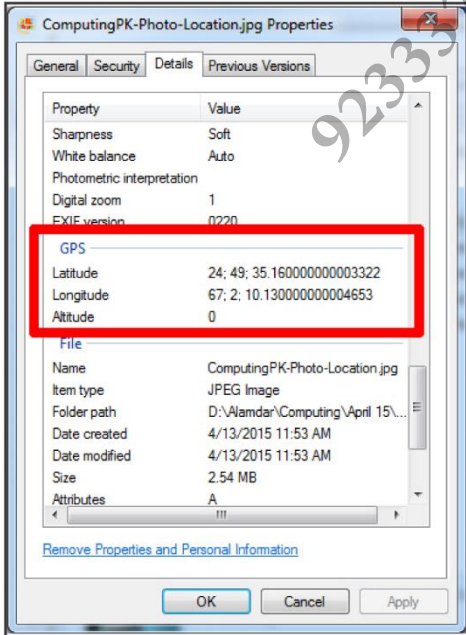 ComputingPK-Photo-Location.jpg Properties
General Security Details Previous Versions
Property Value
Sharpness Soft
White balance Auto
Photometric interpretation
Digital zoom 1
EXIF version 0220
GPS
Latitude 24; 49; 35.160000000003322
Longitude 67; 2; 10.130000000004653
Altitude 0
File
Name ComputingPK-Photo-Location.jpg
Item type JPEG Image
Folder path D:\Alamdar\Computing\April 15\...
Date created 4/13/2015 11:53 AM
Date modified 4/13/2015 11:53 AM
Size 2.54 MB
Attributes A
Remove Properties and Personal Information
OK Cancel Apply